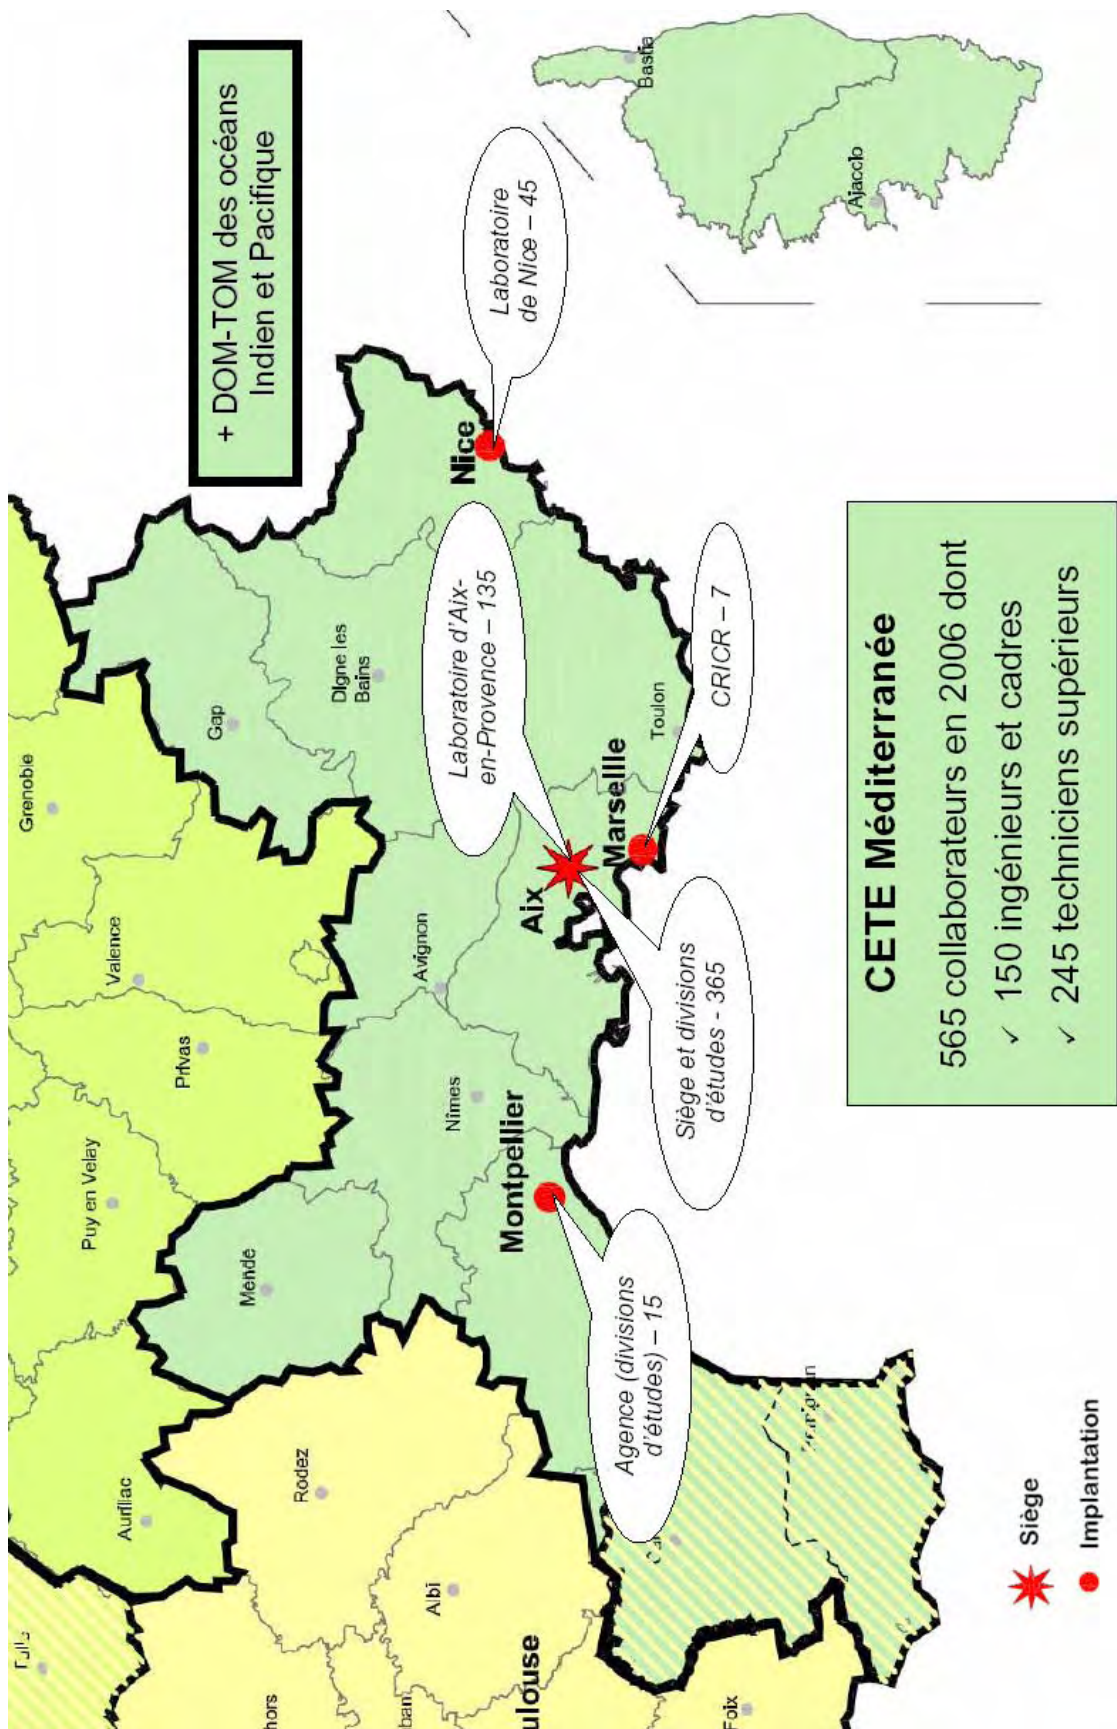 + DOM-TOM des océans
Indien et Pacifique
Grenoble
Valence
Privas
Puy en Velay
Aurillac
Gap
Digne les
Bains
Avignon
Nîmes
Mende
Rodez
Albi
ulouse
hors
ban
Foix
Nice
Aix
Marseille
Toulon
Montpellier
Bastia
Ajaccio
Laboratoire
de Nice – 45
Laboratoire d'Aix-
en-Provence – 135
CRICR – 7
Siège et divisions
d'études - 365
Agence (divisions
d'études) – 15
CETE Méditerranée
565 collaborateurs en 2006 dont
✓ 150 ingénieurs et cadres
✓ 245 techniciens supérieurs
Siège
Implantation